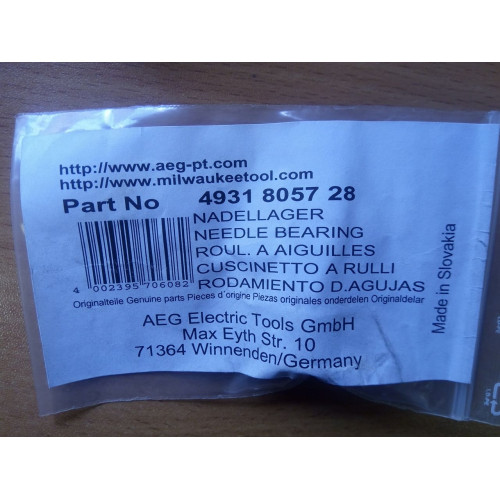 http://www.aeg-pt.com
http://www.milwaukeetool.com
Part No 4931 8057 28
NADELLAGER
NEEDLE BEARING
ROUL. A AIGUILLES
CUSCINETTO A RULLI
RODAMIENTO D.AGUJAS
4 002395 706082
Originalteile Genuine parts Pieces d´origine Piezas originales onderdelen Originaldelar
AEG Electric Tools GmbH
Max Eyth Str. 10
71364 Winnenden/Germany
Made in Slovakia